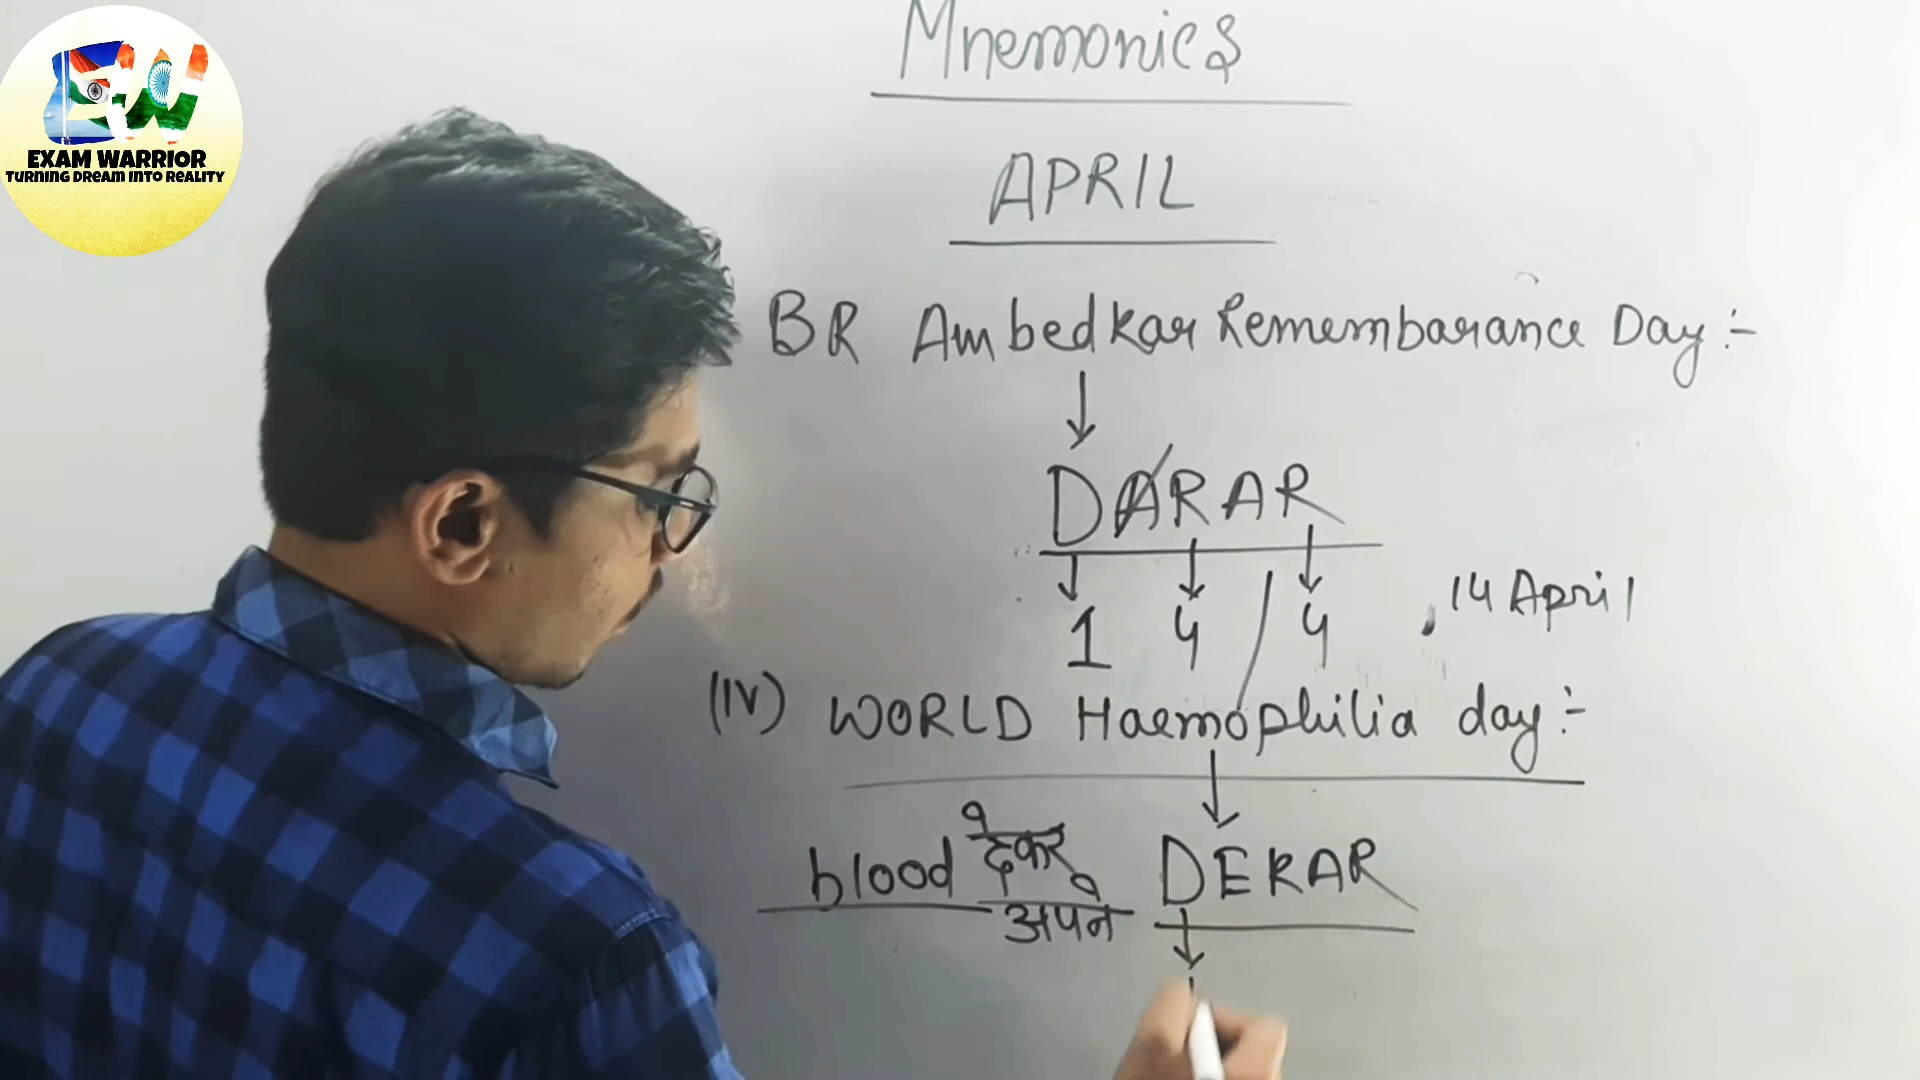 EXAM WARRIOR
TURNING DREAM INTO REALITY
Mnemonics
APRIL
BR Ambedkar Remembarance Day :-
DARAR
1 4 / 4
14 April
(IV) WORLD Haemophilia day :-
blood देकर DEKAR
अपने
1